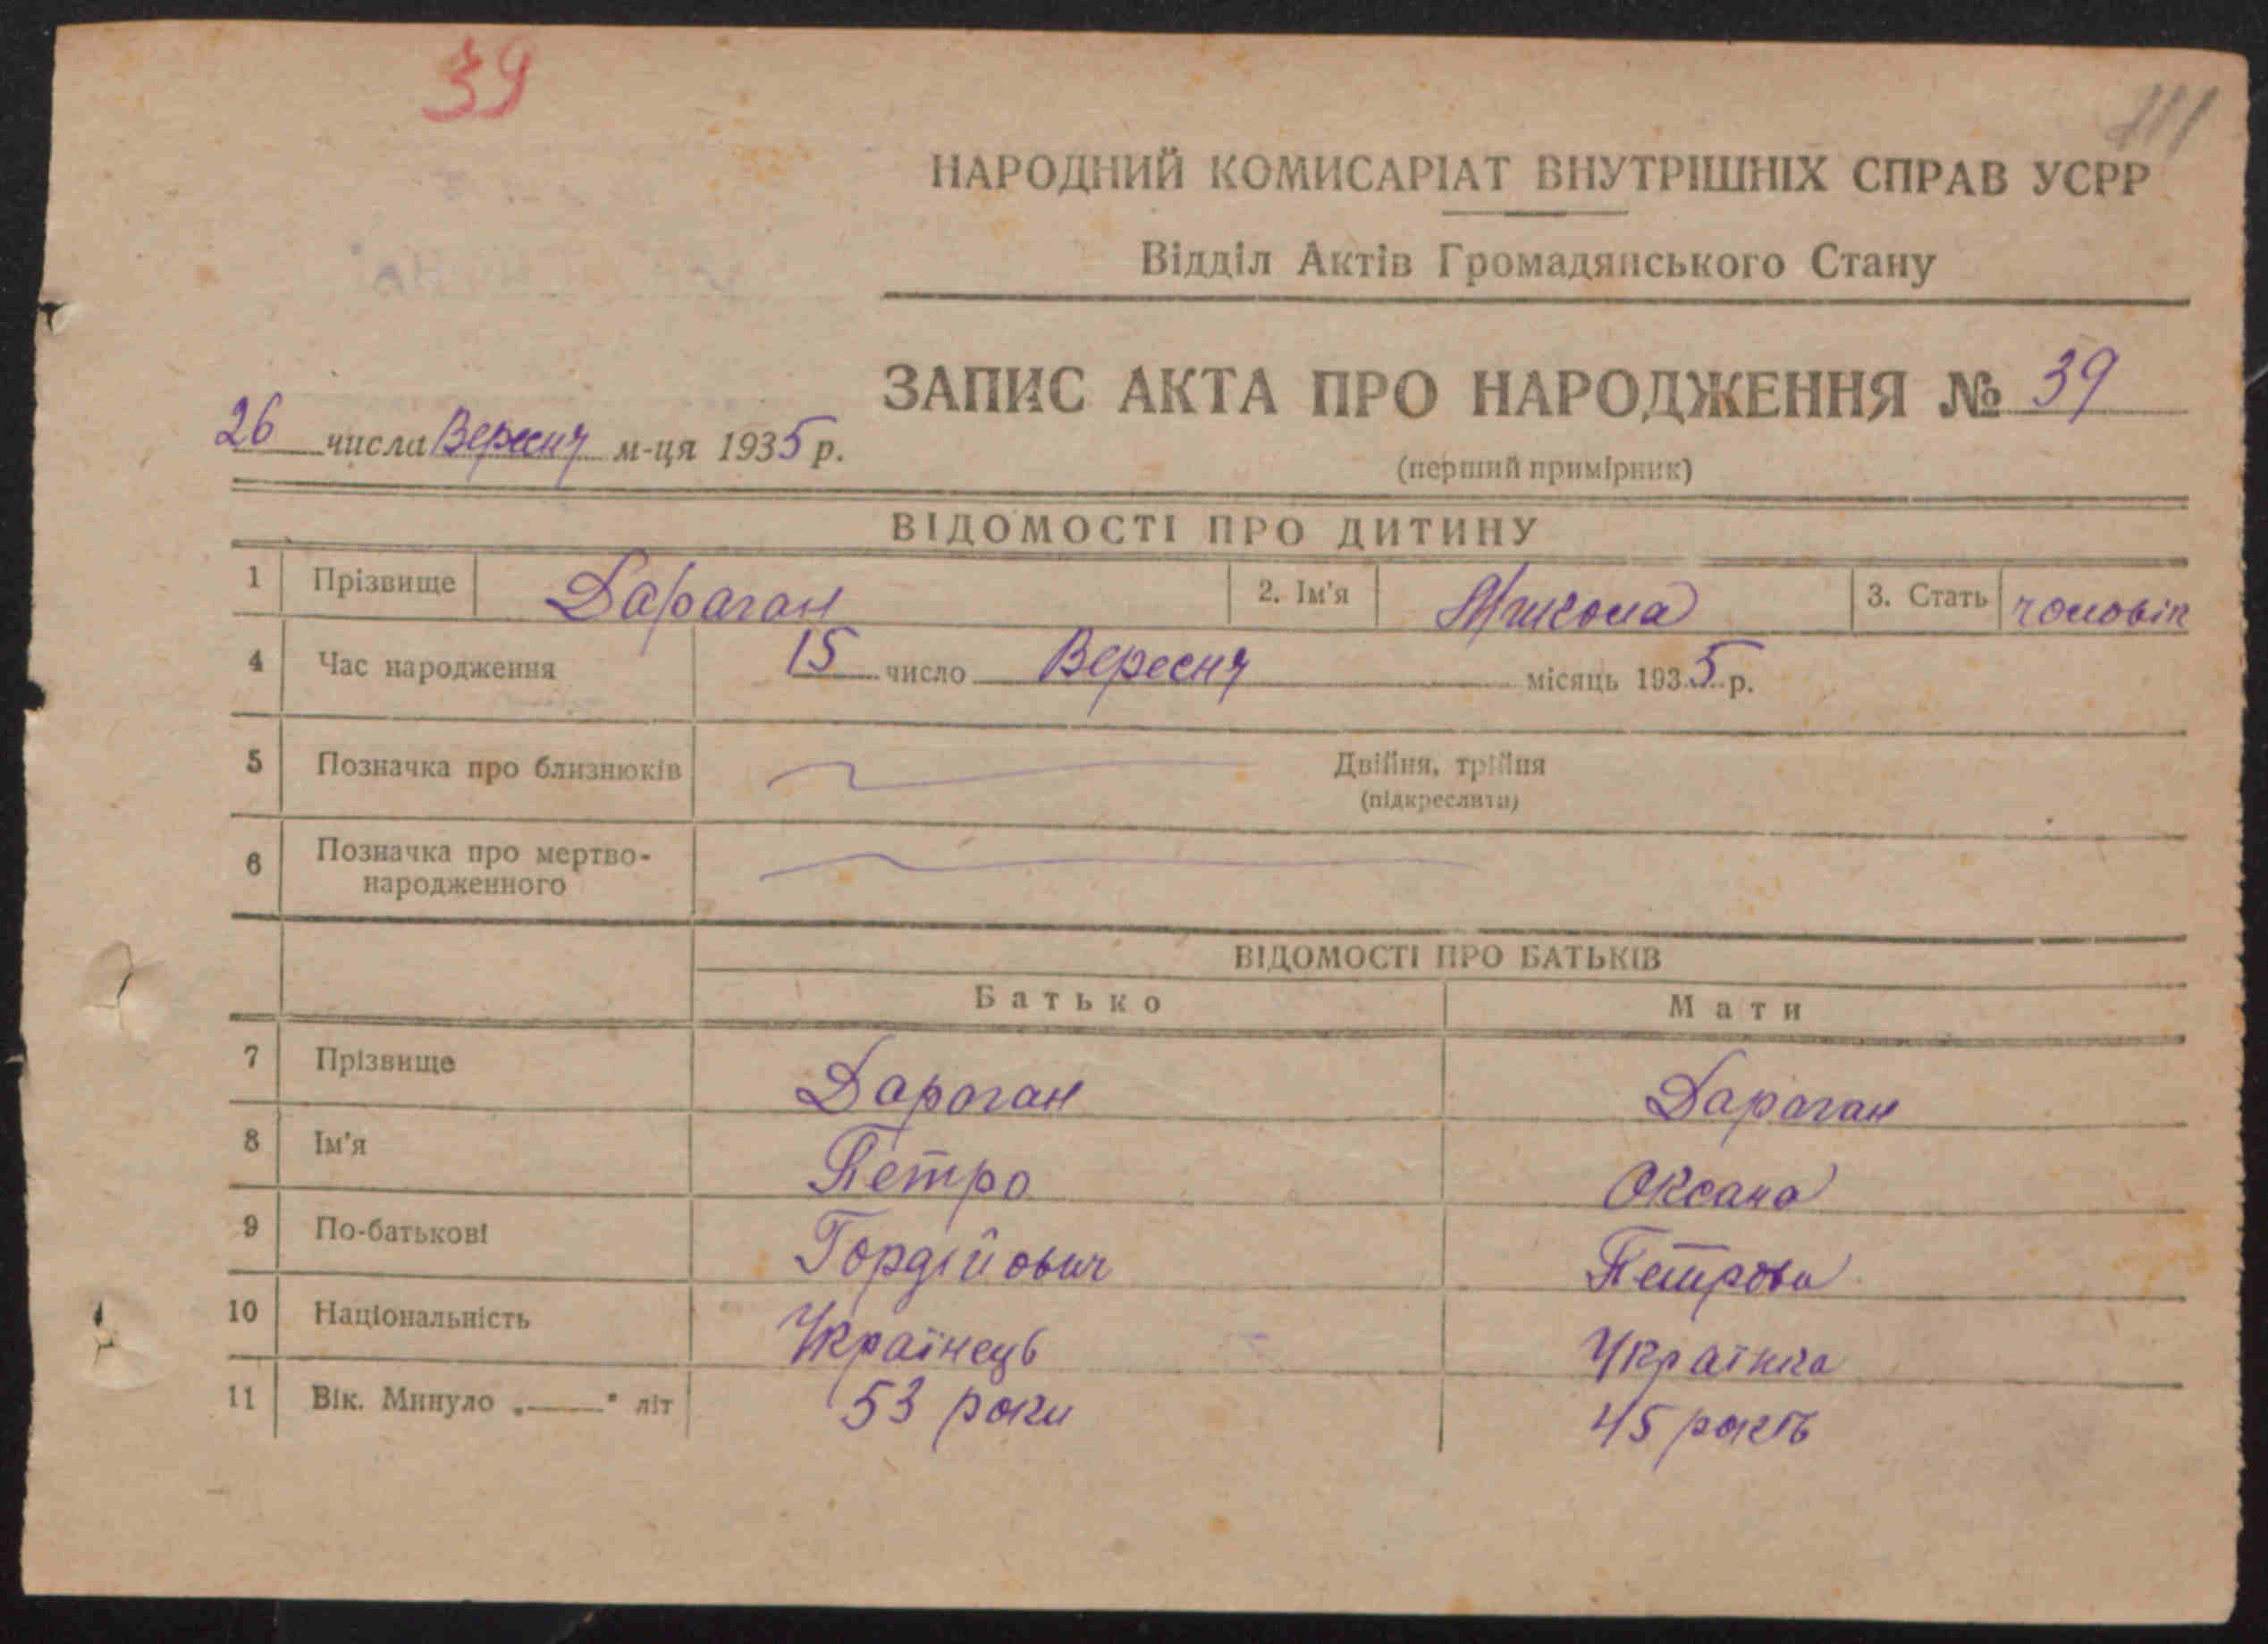 39
НАРОДНИЙ КОМИСАРІАТ ВНУТРІШНІХ СПРАВ УСРР
Відділ Актів Громадянського Стану
ЗАПИС АКТА ПРО НАРОДЖЕННЯ № 39
26 числа Вересня м-ця 1935 р.
(перший примірник)
ВІДОМОСТІ ПРО ДИТИНУ
1 Прізвище Дараган 2. Ім'я Микола 3. Стать чоловік
4 Час народження 15 число Вересня місяць 1935 р.
5 Позначка про близнюків Двійня, трійня
(підкреслити)
6 Позначка про мертво-
народженного
ВІДОМОСТІ ПРО БАТЬКІВ
Батько Мати
7 Прізвище Дараган Дараган
8 Ім'я Петро Оксана
9 По-батькові Гордійович Петрова
10 Національність Українець Українка
11 Вік. Минуло „——" літ 53 роки 45 років